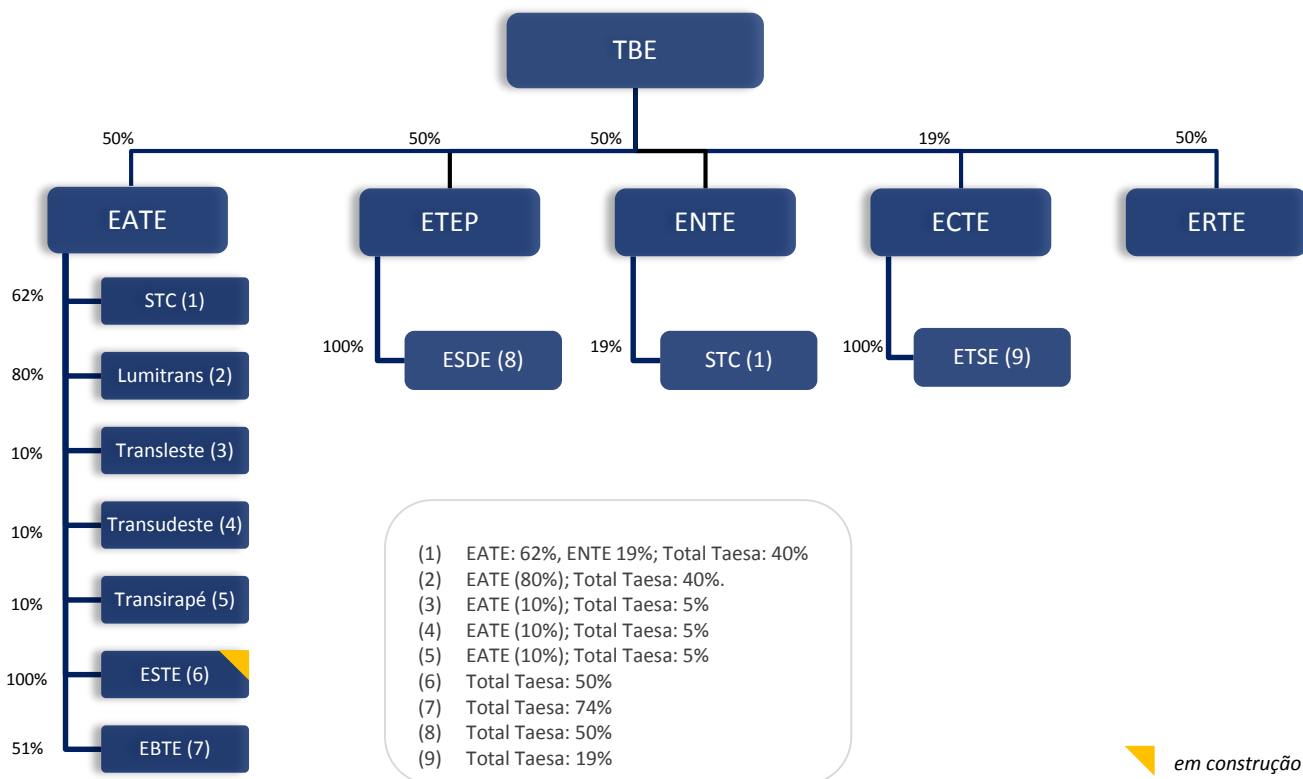 TBE
50%
50%
50%
19%
50%
EATE
ETEP
ENTE
ECTE
ERTE
62%
STC (1)
80%
Lumitrans (2)
10%
Transleste (3)
10%
Transudeste (4)
10%
Transirapé (5)
100%
ESTE (6)
51%
EBTE (7)
100%
ESDE (8)
19%
STC (1)
100%
ETSE (9)
(1) EATE: 62%, ENTE 19%; Total Taesa: 40%
(2) EATE (80%); Total Taesa: 40%.
(3) EATE (10%); Total Taesa: 5%
(4) EATE (10%); Total Taesa: 5%
(5) EATE (10%); Total Taesa: 5%
(6) Total Taesa: 50%
(7) Total Taesa: 74%
(8) Total Taesa: 50%
(9) Total Taesa: 19%
em construção